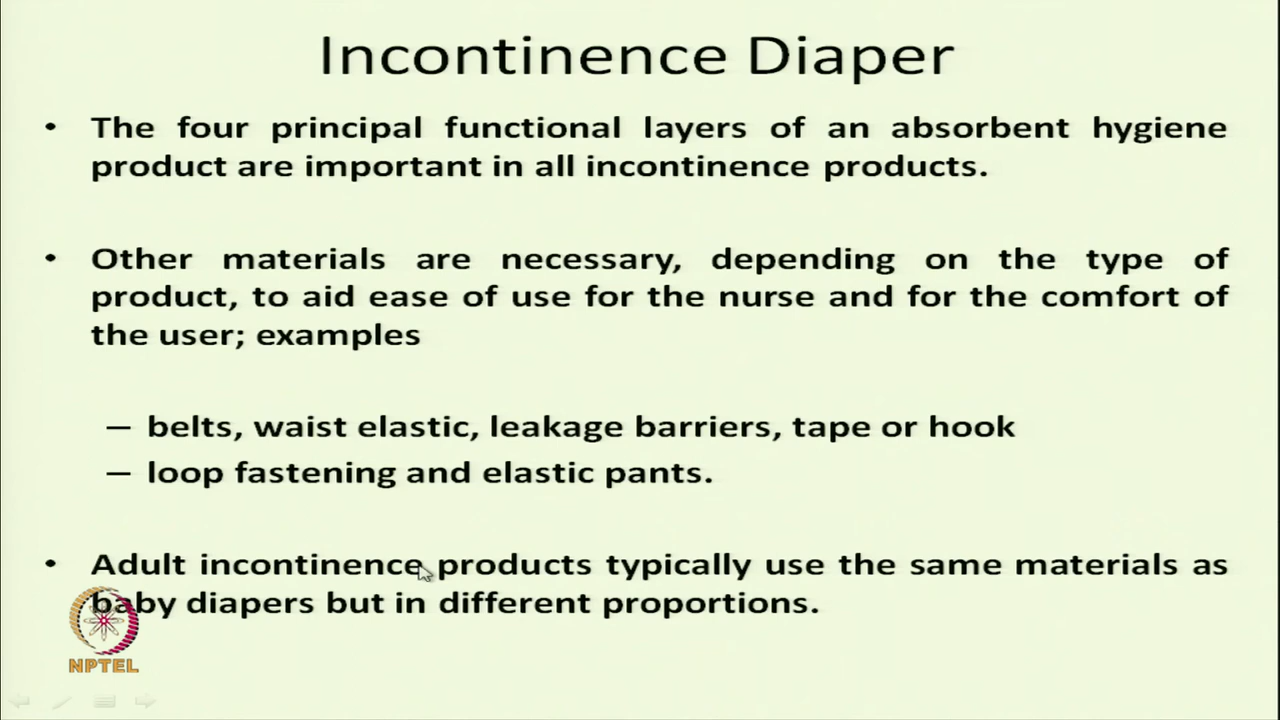 Incontinence Diaper
• The four principal functional layers of an absorbent hygiene
product are important in all incontinence products.
• Other materials are necessary, depending on the type of
product, to aid ease of use for the nurse and for the comfort of
the user; examples
– belts, waist elastic, leakage barriers, tape or hook
– loop fastening and elastic pants.
• Adult incontinence products typically use the same materials as
baby diapers but in different proportions.
NPTEL